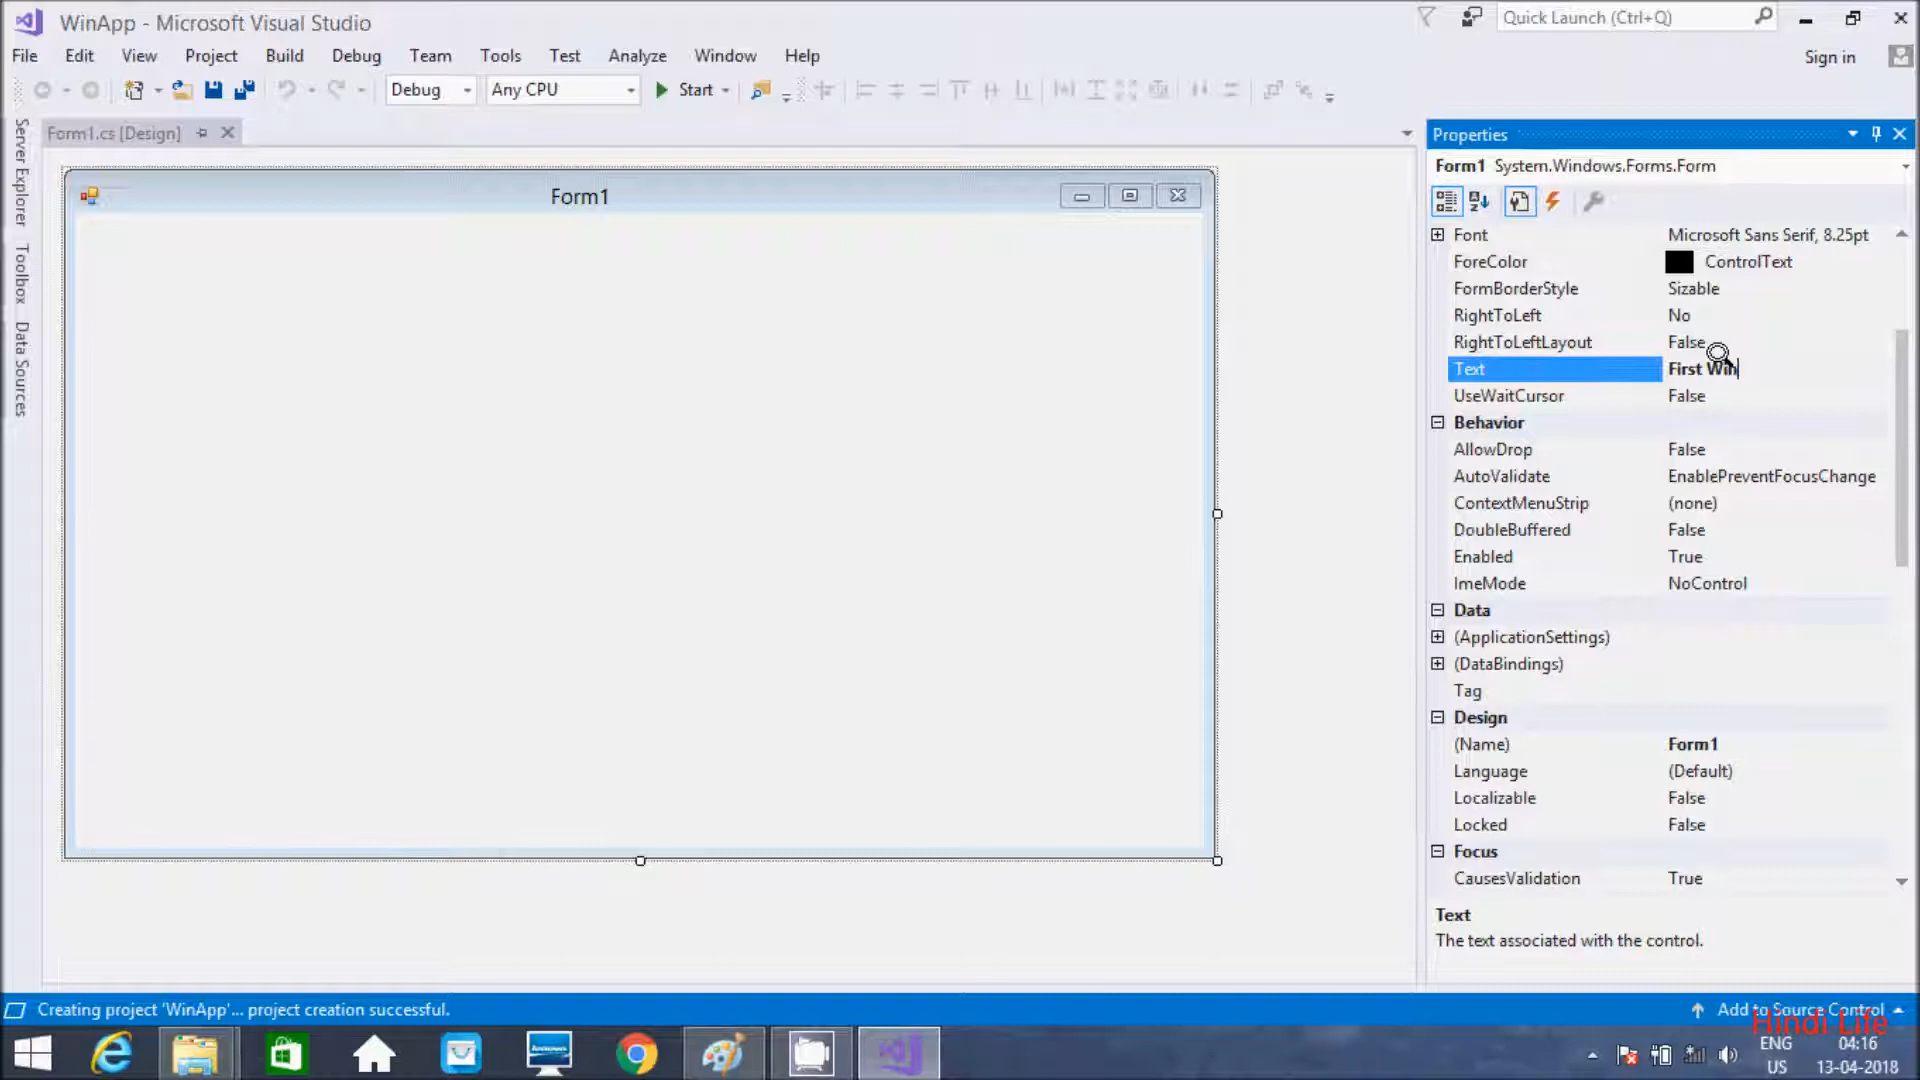 WinApp - Microsoft Visual Studio
Quick Launch (Ctrl+Q)
File Edit View Project Build Debug Team Tools Test Analyze Window Help
Sign in
Debug Any CPU Start
Server Explorer
Toolbox
Data Sources
Form1.cs [Design]
Form1
Properties
Form1 System.Windows.Forms.Form
Font Microsoft Sans Serif, 8.25pt
ForeColor ControlText
FormBorderStyle Sizable
RightToLeft No
RightToLeftLayout False
Text First Win
UseWaitCursor False
Behavior
AllowDrop False
AutoValidate EnablePreventFocusChange
ContextMenuStrip (none)
DoubleBuffered False
Enabled True
ImeMode NoControl
Data
(ApplicationSettings)
(DataBindings)
Tag
Design
(Name) Form1
Language (Default)
Localizable False
Locked False
Focus
CausesValidation True
Text
The text associated with the control.
Creating project 'WinApp'... project creation successful.
Add to Source Control
Hindi Life
ENG 04:16
US 13-04-2018